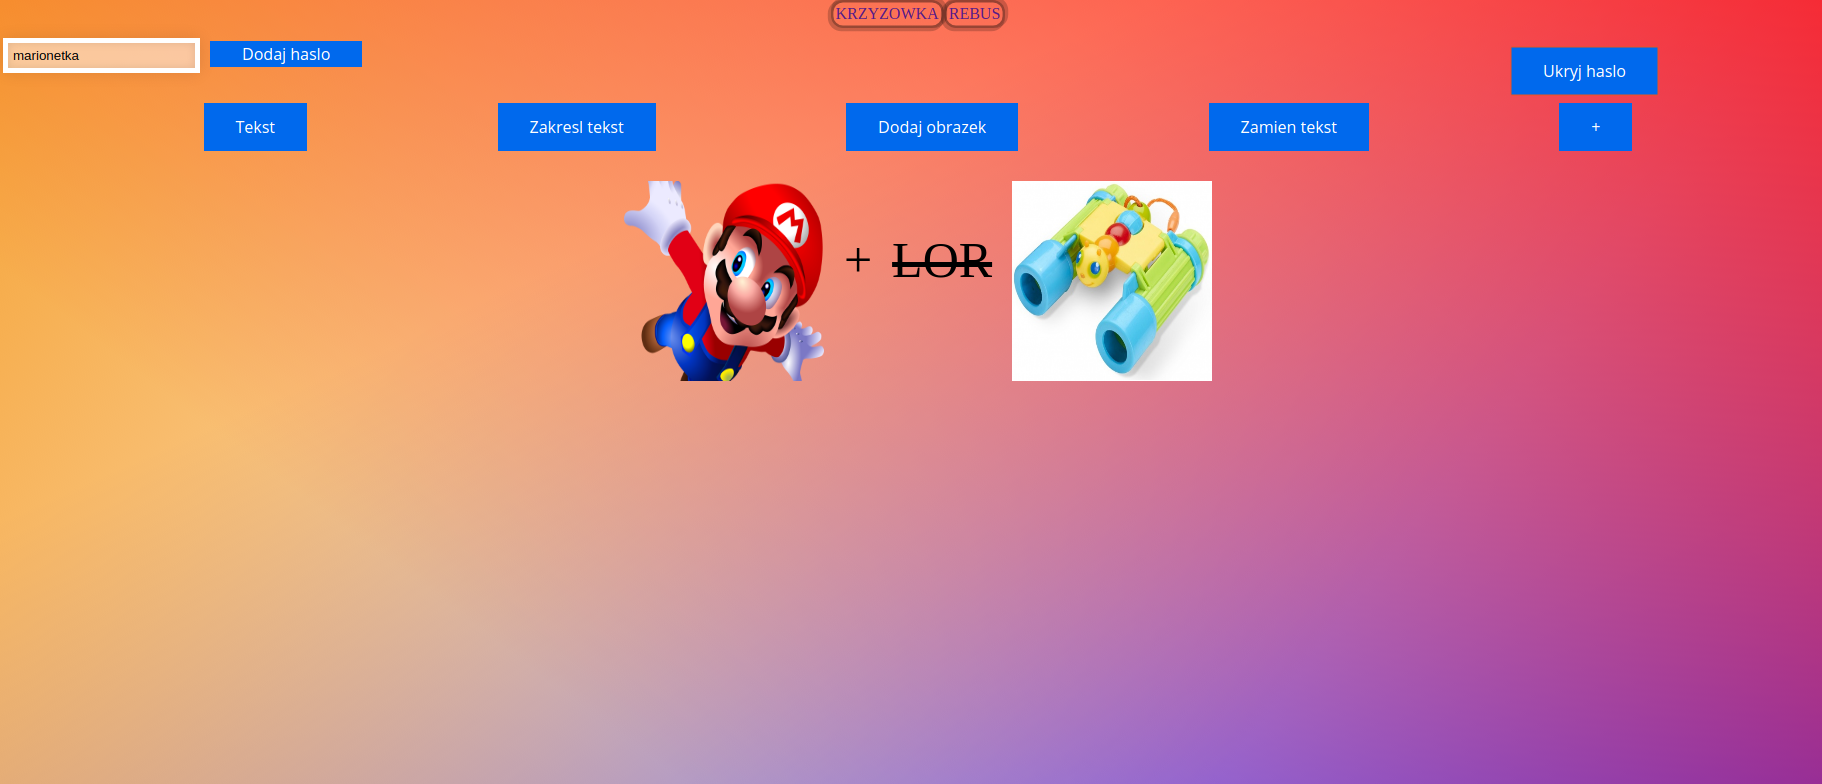 KRZYZOWKA REBUS
marionetka Dodaj haslo
Ukryj haslo
Tekst Zakresl tekst Dodaj obrazek Zamien tekst +
M
+ LOR